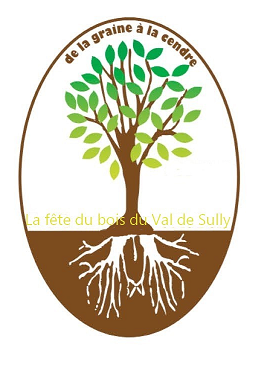 de la graine à la cendre
La fête du bois du Val de Sully